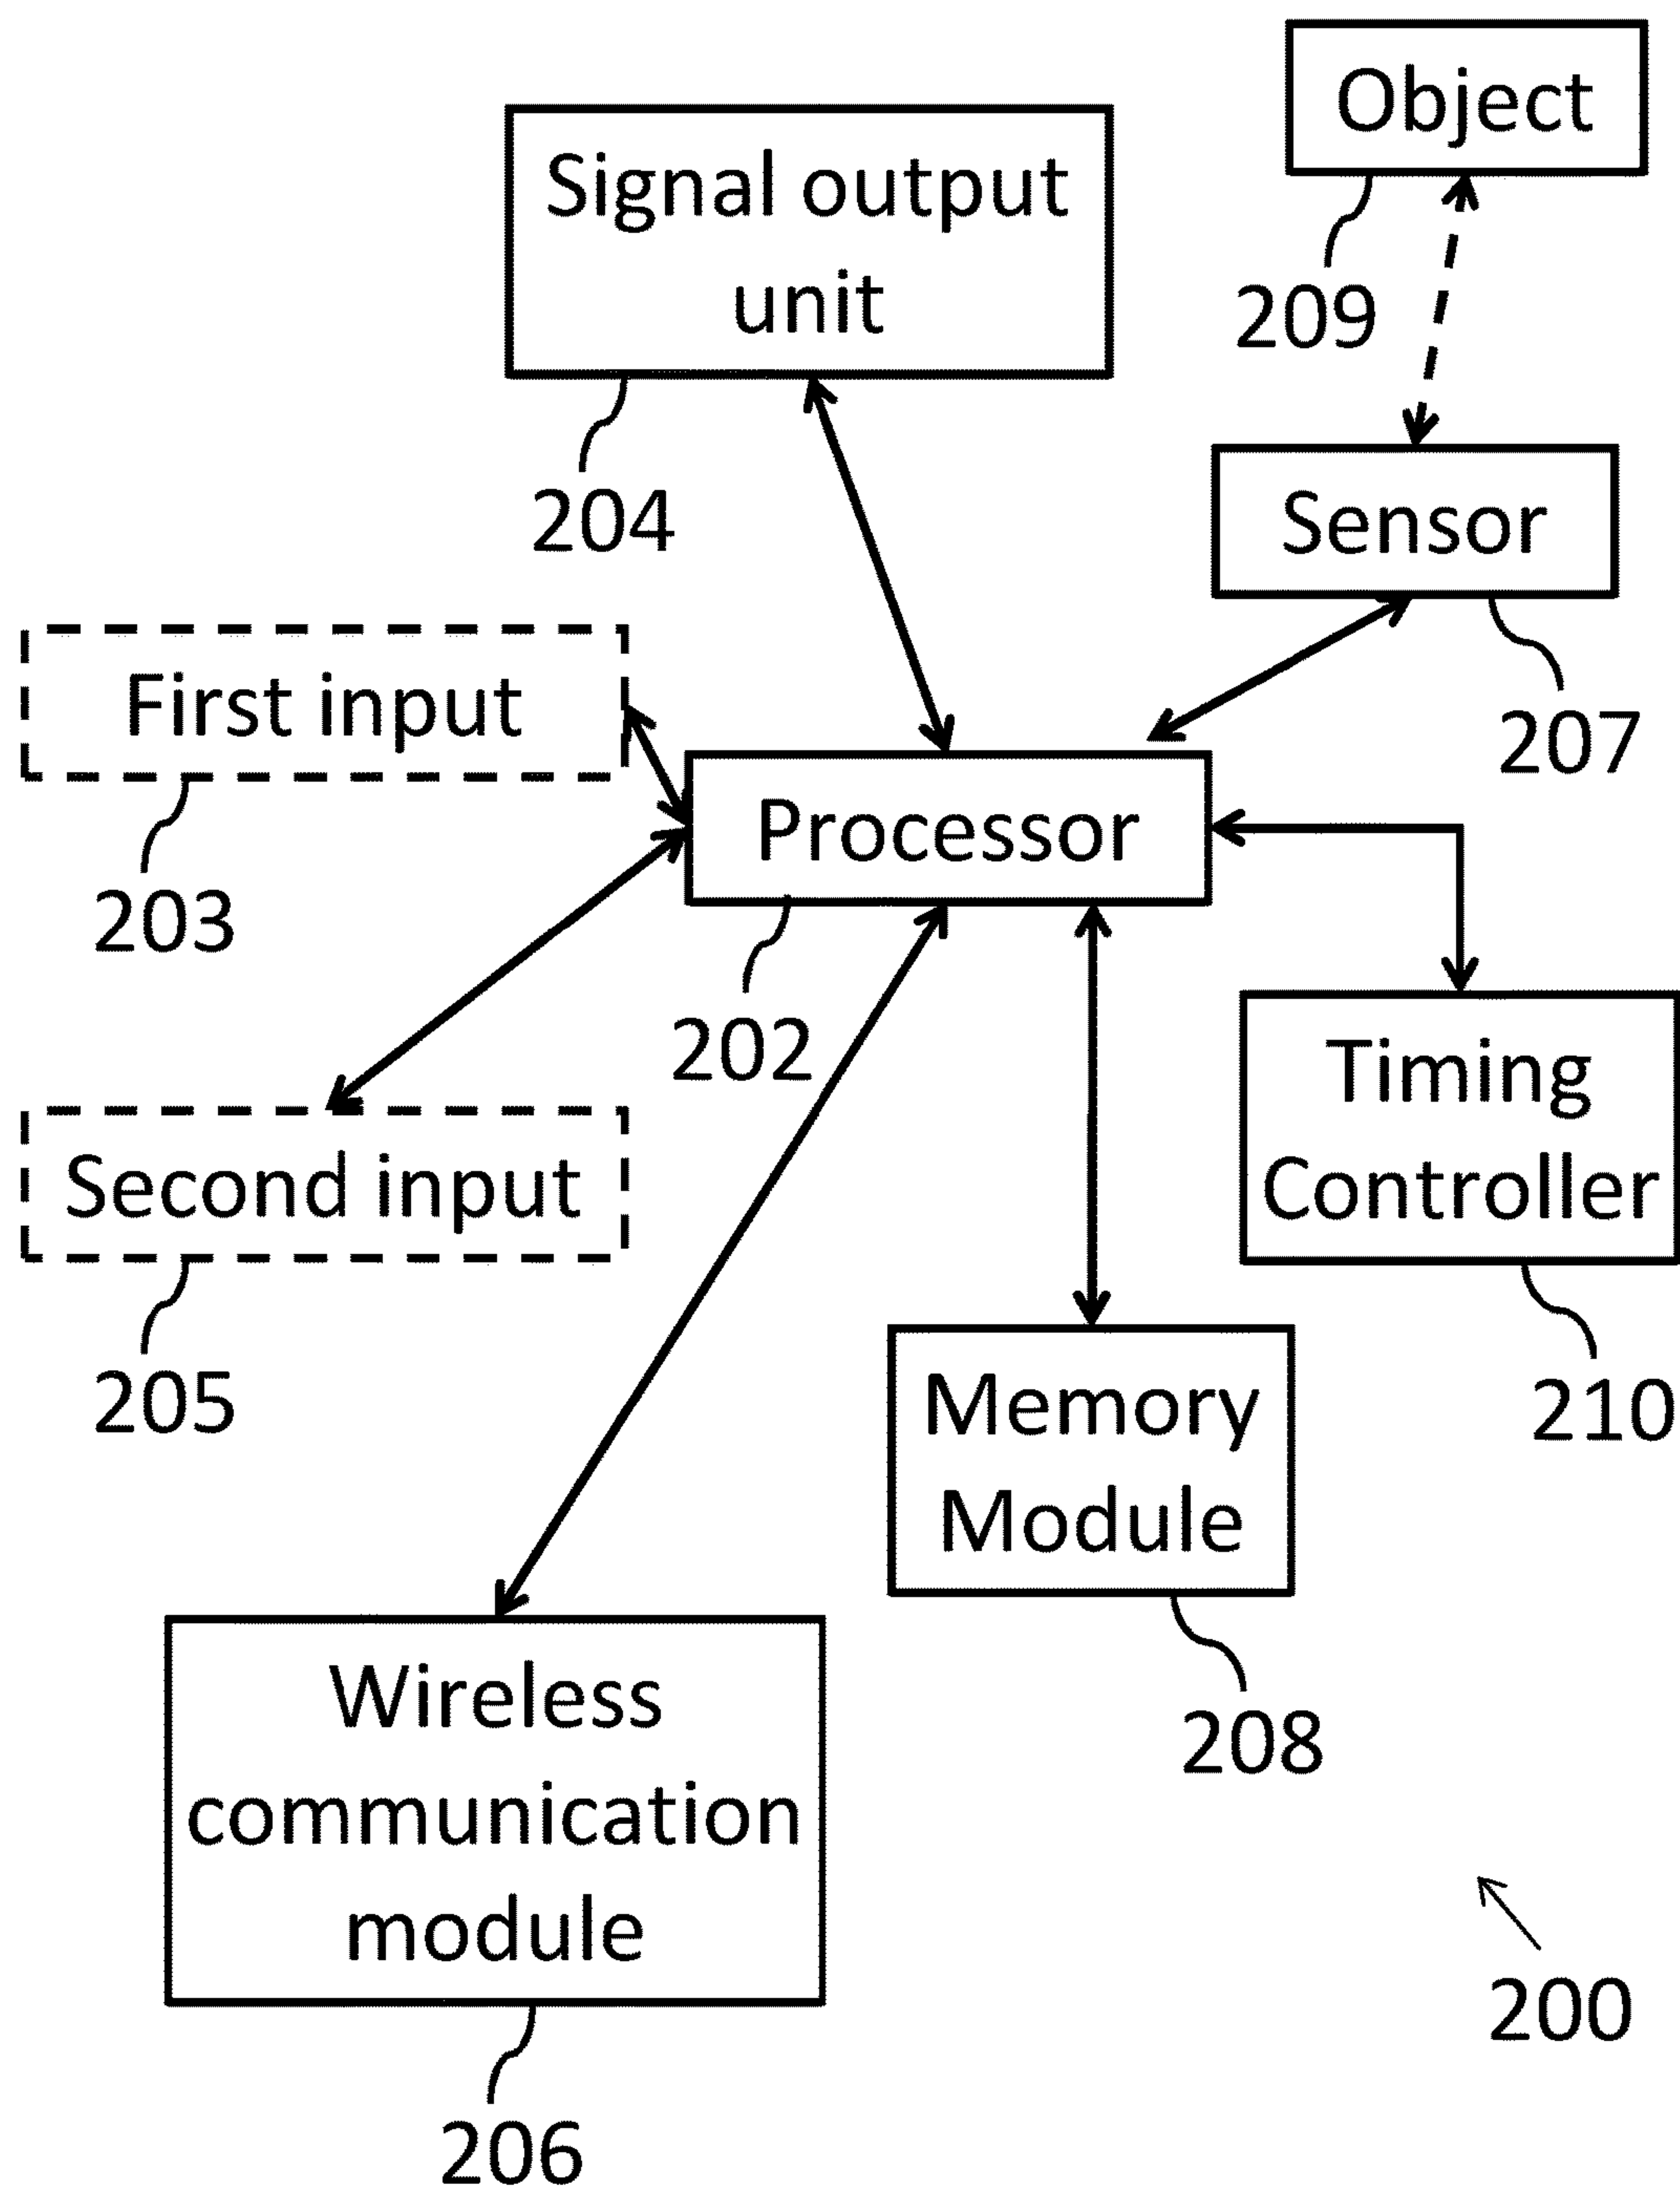 Object
Signal output
unit
209
204
Sensor
First input
207
Processor
203
202
Timing
Controller
Second input
205
210
Memory
Module
208
Wireless
communication
module
200
206